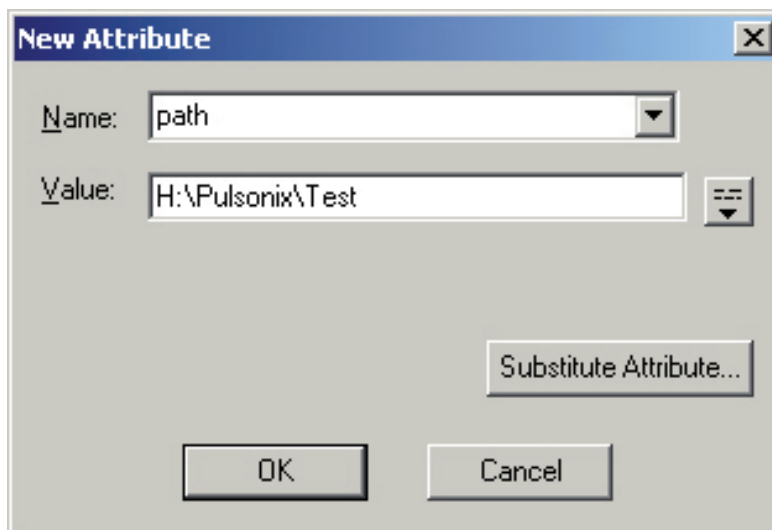 New Attribute
Name: path
Value: H:\Pulsonix\Test
Substitute Attribute...
OK Cancel